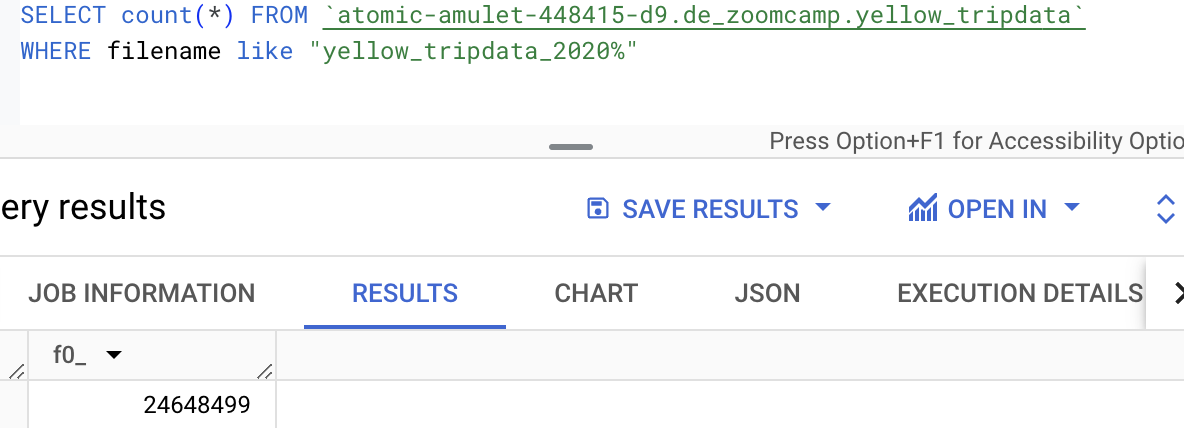 SELECT count(*) FROM `atomic-amulet-448415-d9.de_zoomcamp.yellow_tripdata`
WHERE filename like "yellow_tripdata_2020%"
Press Option+F1 for Accessibility Optio
ery results
SAVE RESULTS
OPEN IN
JOB INFORMATION
RESULTS
CHART
JSON
EXECUTION DETAILS
f0_
24648499